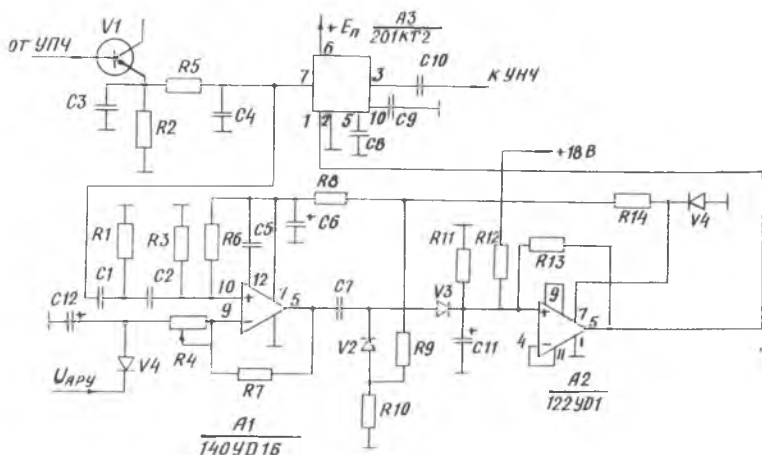 V1
+Eп
A3
201КТ2
ОТ УПЧ
R5
6
7
3
C10
К УНЧ
C3
R2
C4
1
2
5
10
C9
C8
+18 В
R8
R14
V4
R1
R3
R6
C5
+
C6
R11
R12
R13
C1
C2
10
12
7
5
C7
V3
9
C12
+
+
9
−
R4
V2
R9
+
C11
+
7
5
4
−
11
1
V4
UАРУ
R7
R10
A2
122УD1
A1
140УD1Б